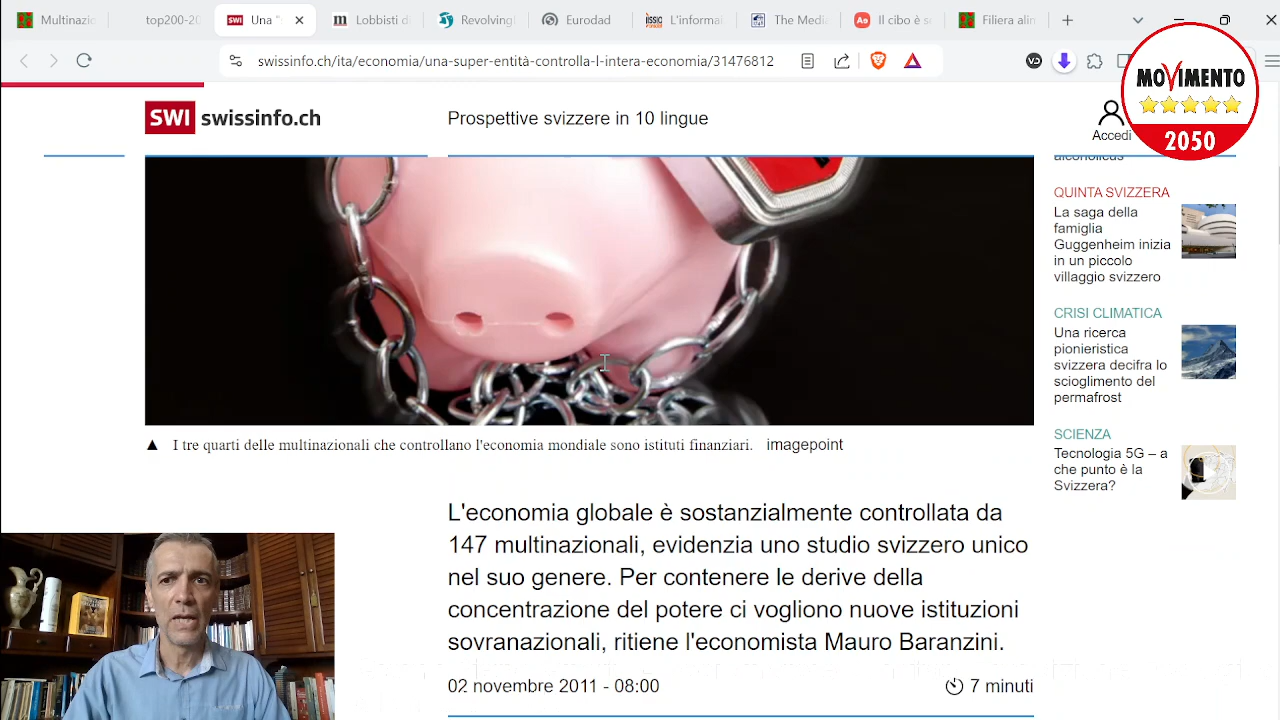 Multinazio
top200-20
SWI Una "s
Lobbisti d
Revolving
Eurodad
L'informa
The Media
Ao Il cibo è s
Filiera alin
swissinfo.ch/ita/economia/una-super-entità-controlla-l-intera-economia/31476812
VD
MOVIMENTO
2050
SWI swissinfo.ch
Prospettive svizzere in 10 lingue
Accedi
alcoholicus
QUINTA SVIZZERA
La saga della
famiglia
Guggenheim inizia
in un piccolo
villaggio svizzero
CRISI CLIMATICA
Una ricerca
pionieristica
svizzera decifra lo
scioglimento del
permafrost
SCIENZA
Tecnologia 5G – a
che punto è la
Svizzera?
▲ I tre quarti delle multinazionali che controllano l'economia mondiale sono istituti finanziari. imagepoint
L'economia globale è sostanzialmente controllata da
147 multinazionali, evidenzia uno studio svizzero unico
nel suo genere. Per contenere le derive della
concentrazione del potere ci vogliono nuove istituzioni
sovranazionali, ritiene l'economista Mauro Baranzini.
02 novembre 2011 - 08:00
7 minuti